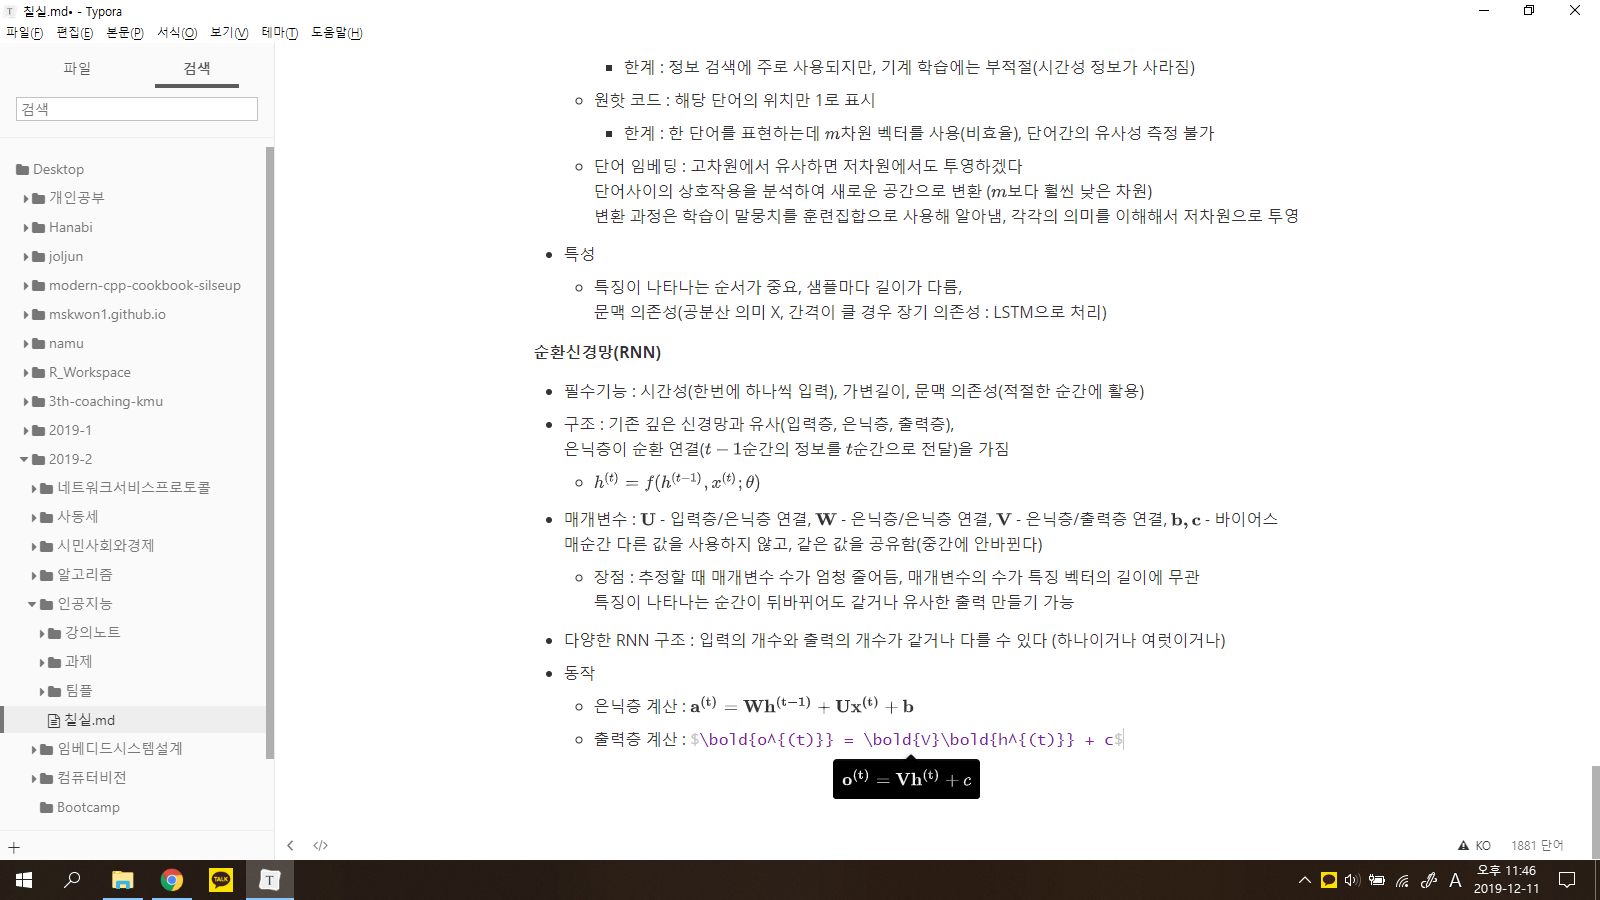 칠실.md• - Typora
파일(F) 편집(E) 본문(P) 서식(O) 보기(V) 테마(T) 도움말(H)
파일 검색
검색
Desktop
개인공부
Hanabi
joljun
modern-cpp-cookbook-silseup
mskwon1.github.io
namu
R_Workspace
3th-coaching-kmu
2019-1
2019-2
네트워크서비스프로토콜
사동세
시민사회와경제
알고리즘
인공지능
강의노트
과제
팀플
칠실.md
임베디드시스템설계
컴퓨터비전
Bootcamp
한계 : 정보 검색에 주로 사용되지만, 기계 학습에는 부적절(시간성 정보가 사라짐)
원핫 코드 : 해당 단어의 위치만 1로 표시
한계 : 한 단어를 표현하는데 m차원 벡터를 사용(비효율), 단어간의 유사성 측정 불가
단어 임베딩 : 고차원에서 유사하면 저차원에서도 투영하겠다
단어사이의 상호작용을 분석하여 새로운 공간으로 변환 (m보다 훨씬 낮은 차원)
변환 과정은 학습이 말뭉치를 훈련집합으로 사용해 알아냄, 각각의 의미를 이해해서 저차원으로 투영
특성
특징이 나타나는 순서가 중요, 샘플마다 길이가 다름,
문맥 의존성(공분산 의미 X, 간격이 클 경우 장기 의존성 : LSTM으로 처리)
순환신경망(RNN)
필수기능 : 시간성(한번에 하나씩 입력), 가변길이, 문맥 의존성(적절한 순간에 활용)
구조 : 기존 깊은 신경망과 유사(입력층, 은닉층, 출력층),
은닉층이 순환 연결(t − 1순간의 정보를 t순간으로 전달)을 가짐
h^(t) = f(h^(t−1), x^(t); θ)
매개변수 : U - 입력층/은닉층 연결, W - 은닉층/은닉층 연결, V - 은닉층/출력층 연결, b, c - 바이어스
매순간 다른 값을 사용하지 않고, 같은 값을 공유함(중간에 안바뀐다)
장점 : 추정할 때 매개변수 수가 엄청 줄어듬, 매개변수의 수가 특징 벡터의 길이에 무관
특징이 나타나는 순간이 뒤바뀌어도 같거나 유사한 출력 만들기 가능
다양한 RNN 구조 : 입력의 개수와 출력의 개수가 같거나 다를 수 있다 (하나이거나 여럿이거나)
동작
은닉층 계산 : a^(t) = Wh^(t−1) + Ux^(t) + b
출력층 계산 : $\bold{o^{(t)}} = \bold{V}\bold{h^{(t)}} + c$
o^(t) = Vh^(t) + c
KO 1881 단어
TALK T A 오후 11:46
2019-12-11